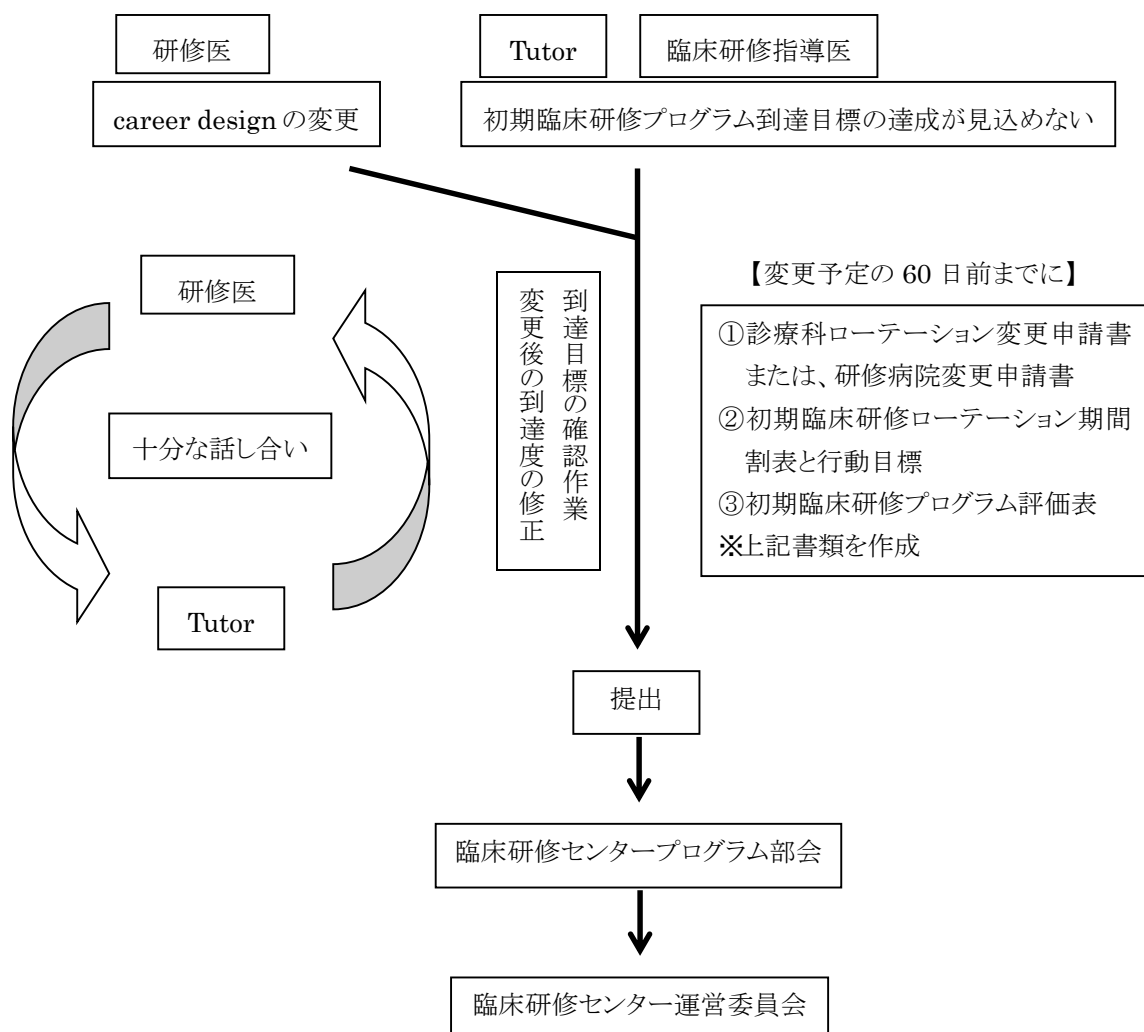 研修医
Tutor
臨床研修指導医
career design の変更
初期臨床研修プログラム到達目標の達成が見込めない
研修医
十分な話し合い
Tutor
到達目標の確認作業
変更後の到達度の修正
【変更予定の 60 日前までに】
①診療科ローテーション変更申請書
または、研修病院変更申請書
②初期臨床研修ローテーション期間
割表と行動目標
③初期臨床研修プログラム評価表
※上記書類を作成
提出
臨床研修センタープログラム部会
臨床研修センター運営委員会